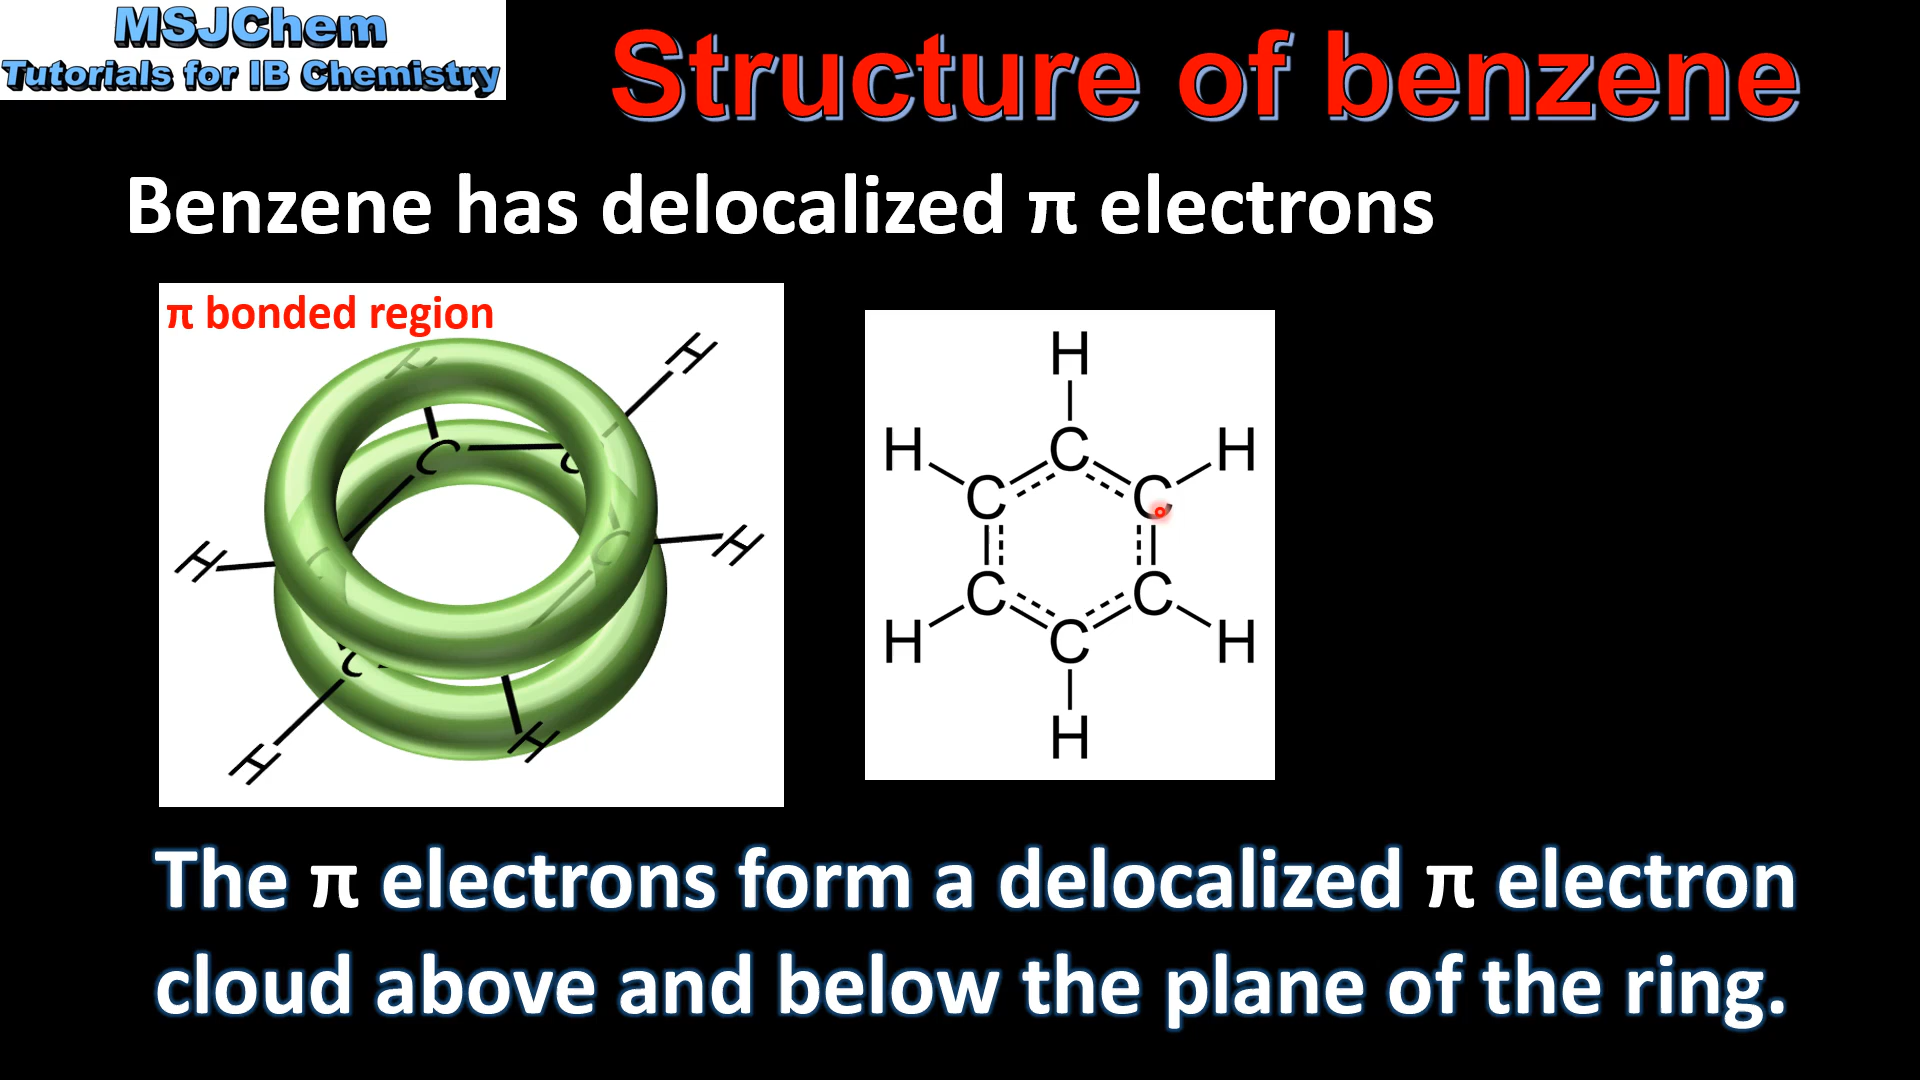 MSJChem
Tutorials for IB Chemistry
Structure of benzene
Benzene has delocalized π electrons
π bonded region
H
H
C
C
H
C
C
H
C
H
H
H
H
H
C
C
C
C
C
C
H
H
H
The π electrons form a delocalized π electron
cloud above and below the plane of the ring.